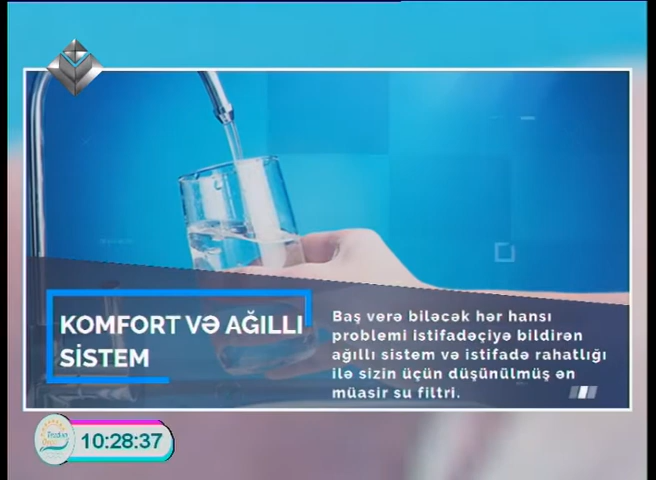 KOMFORT VƏ AĞILLI
SİSTEM
Baş verə biləcək hər hansı
problemi istifadəçiyə bildirən
ağıllı sistem və istifadə rahatlığı
ilə sizin üçün düşünülmüş ən
müasir su filtri.
10:28:37